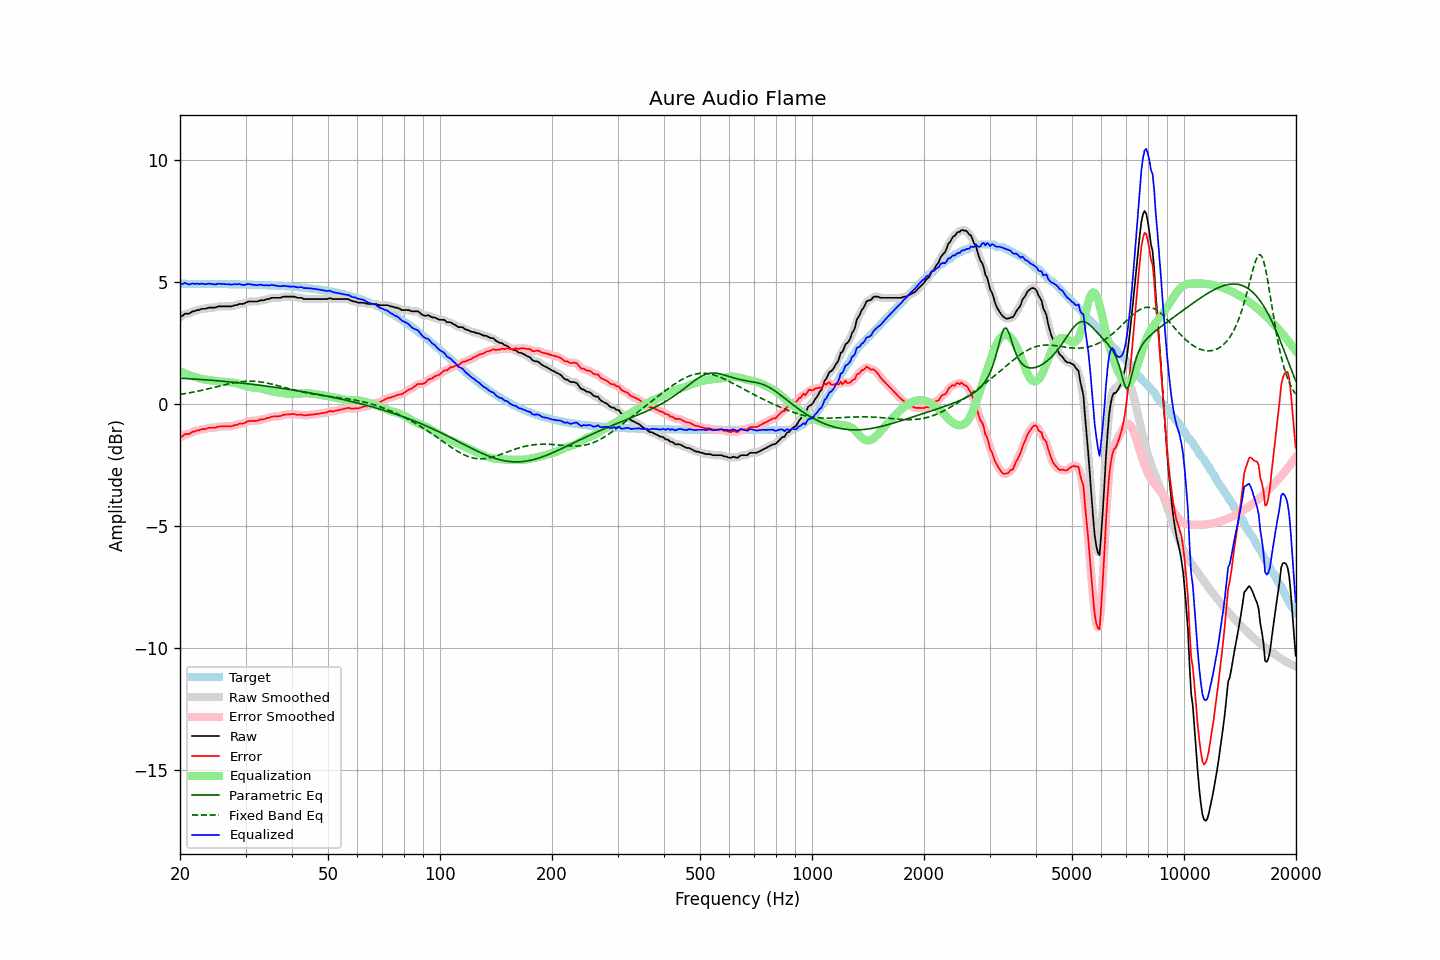 Aure Audio Flame
10
5
0
−5
−10
−15
Amplitude (dBr)
Target
Raw Smoothed
Error Smoothed
Raw
Error
Equalization
Parametric Eq
Fixed Band Eq
Equalized
20 50 100 200 500 1000 2000 5000 10000 20000
Frequency (Hz)